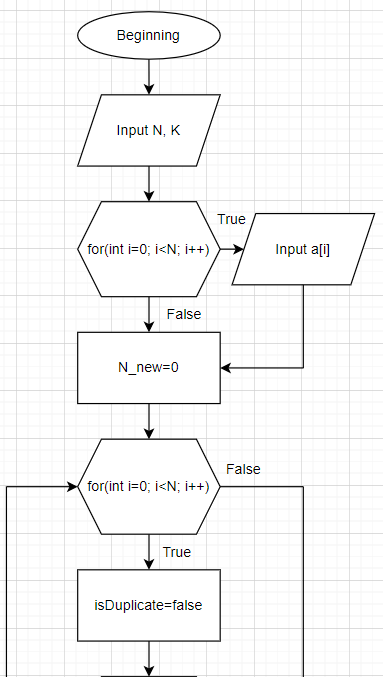 Beginning
Input N, K
True
for(int i=0; i<N; i++)
Input a[i]
False
N_new=0
False
for(int i=0; i<N; i++)
True
isDuplicate=false